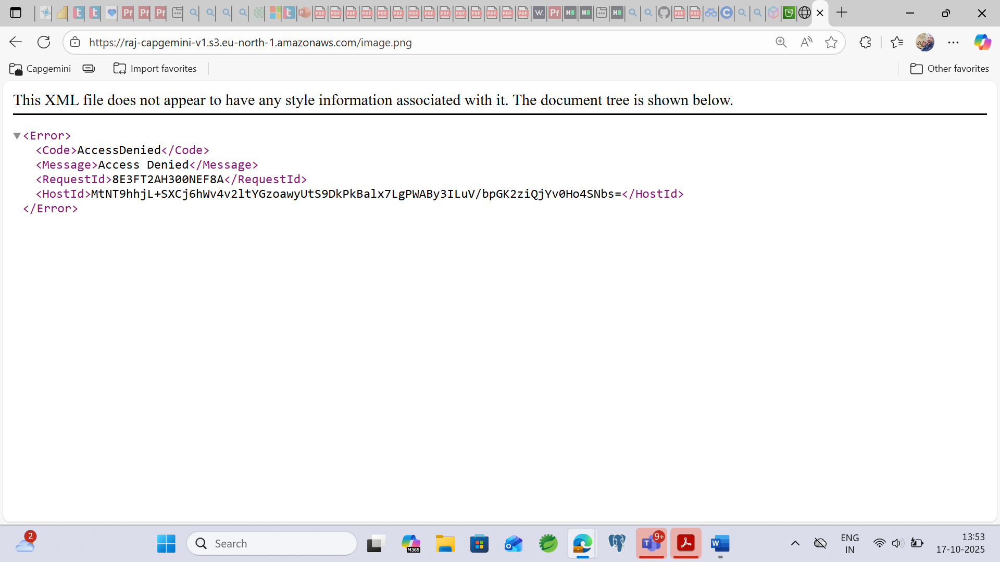 https://raj-capgemini-v1.s3.eu-north-1.amazonaws.com/image.png
Capgemini Import favorites Other favorites
This XML file does not appear to have any style information associated with it. The document tree is shown below.
<Error>
<Code>AccessDenied</Code>
<Message>Access Denied</Message>
<RequestId>8E3FT2AH300NEF8A</RequestId>
<HostId>MtNT9hhjL+SXCj6hWv4v2ltYGzoawyUtS9DkPkBalx7LgPWABy3ILuV/bpGK2ziQjYv0Ho4SNbs=</HostId>
</Error>
2
Search
M365
9+
ENG
IN
13:53
17-10-2025